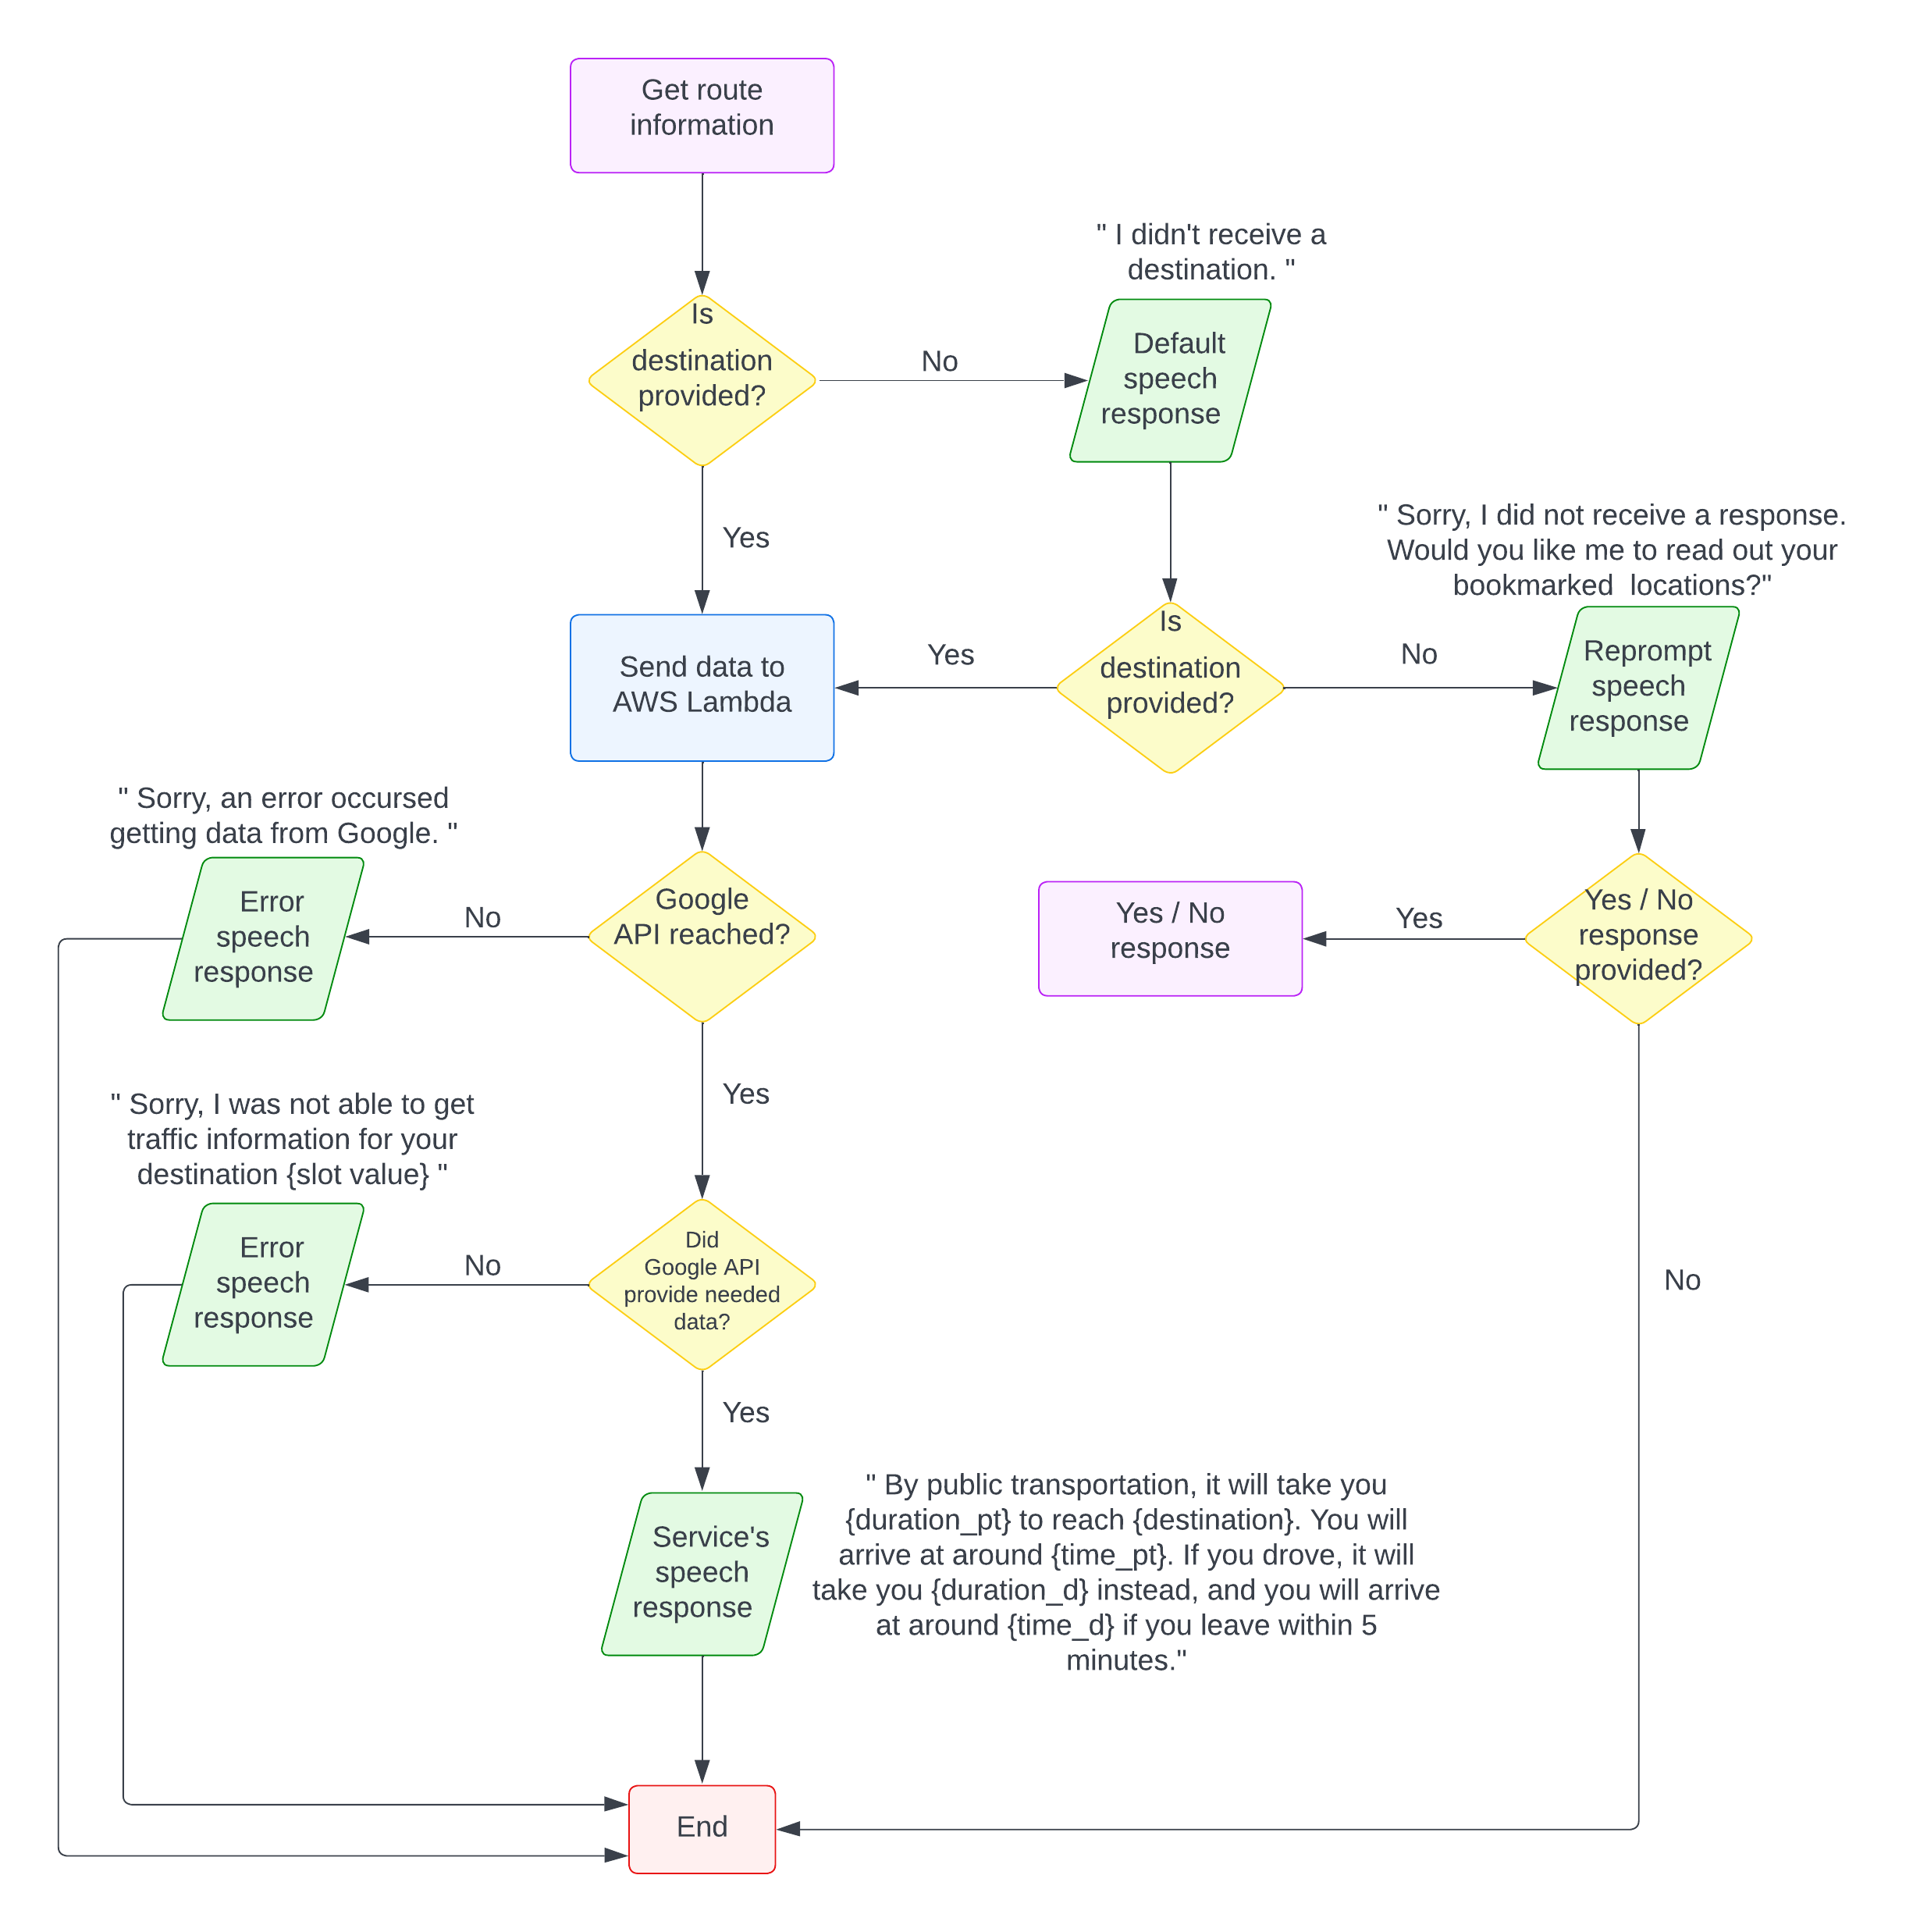 Get route
information
" I didn't receive a
destination. "
Is
destination
provided?
No
Default
speech
response
Yes
" Sorry, I did not receive a response.
Would you like me to read out your
bookmarked  locations?"
Send data to
AWS Lambda
Yes
Is
destination
provided?
No
Reprompt
speech
response
" Sorry, an error occursed
getting data from Google. "
Error
speech
response
No
Google
API reached?
Yes / No
response
Yes
Yes / No
response
provided?
Yes
" Sorry, I was not able to get
traffic information for your
destination {slot value} "
Error
speech
response
No
Did
Google API
provide needed
data?
No
Yes
Service's
speech
response
" By public transportation, it will take you
{duration_pt} to reach {destination}. You will
arrive at around {time_pt}. If you drove, it will
take you {duration_d} instead, and you will arrive
at around {time_d} if you leave within 5
minutes."
End